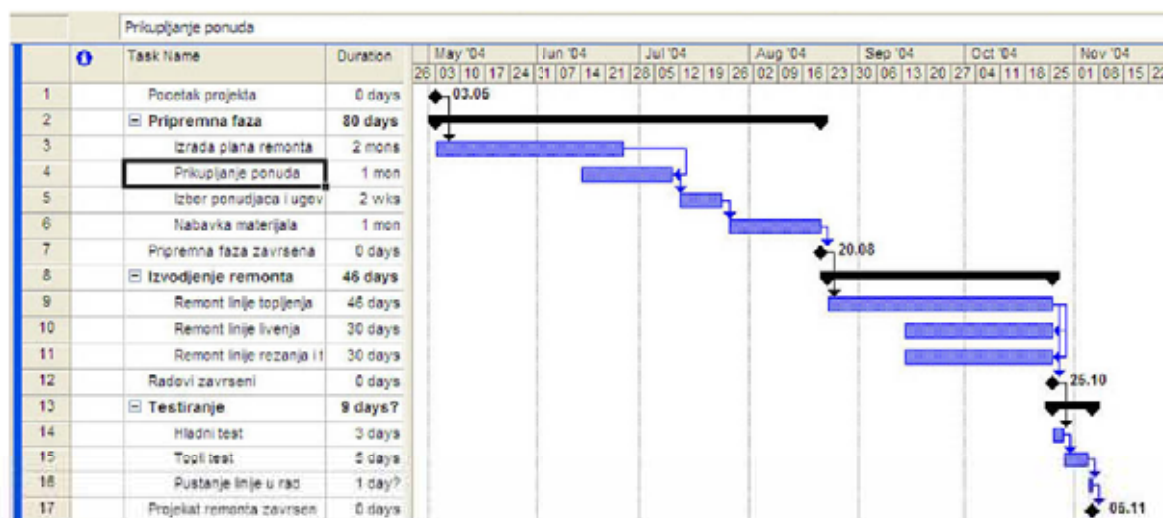 Prikupljanje ponuda
Task Name Duration May '04 Jun '04 Jul '04 Aug '04 Sep '04 Oct '04 Nov '04
26 03 10 17 24 31 07 14 21 28 05 12 19 26 02 09 16 23 30 06 13 20 27 04 11 18 25 01 08 15 22
1 Pocetak projekta 0 days 03.05
2 Pripremna faza 80 days
3 Izrada plana remonta 2 mons
4 Prikupljanje ponuda 1 mon
5 Izbor ponudjaca i ugov 2 wks
6 Nabavka materijala 1 mon
7 Pripremna faza zavrsena 0 days 20.08
8 Izvodjenje remonta 46 days
9 Remont linije topljenja 46 days
10 Remont linije livenja 30 days
11 Remont linije rezanja i f 30 days
12 Radovi zavrseni 0 days 25.10
13 Testiranje 9 days?
14 Hladni test 3 days
15 Topli test 5 days
16 Pustanje linije u rad 1 day?
17 Projekat remonta zavrsen 0 days 05.11